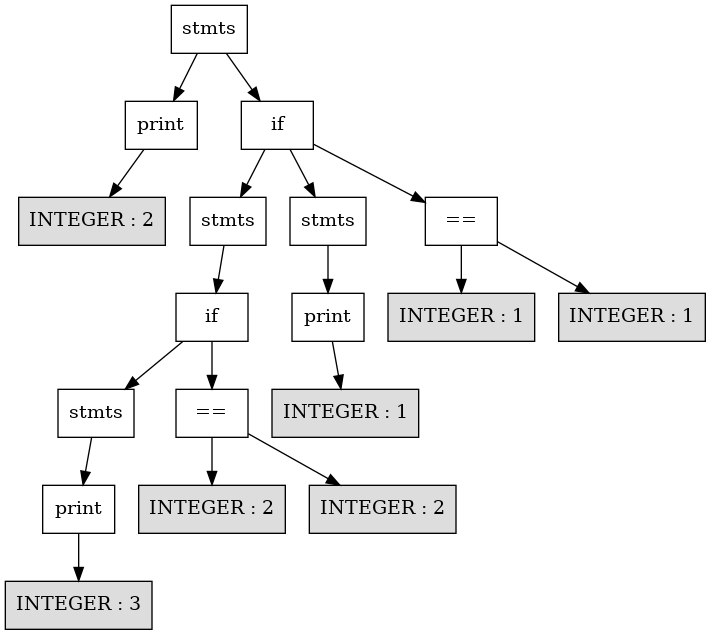 stmts
print
if
INTEGER : 2
stmts
stmts
==
if
print
INTEGER : 1
INTEGER : 1
stmts
==
INTEGER : 1
print
INTEGER : 2
INTEGER : 2
INTEGER : 3